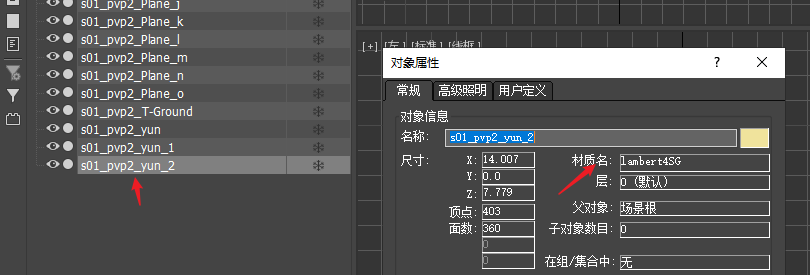 s01_pvp2_Plane_j
s01_pvp2_Plane_k
s01_pvp2_Plane_l
s01_pvp2_Plane_m
s01_pvp2_Plane_n
s01_pvp2_Plane_o
s01_pvp2_T-Ground
s01_pvp2_yun
s01_pvp2_yun_1
s01_pvp2_yun_2
[+] [左] [标准] [线框]
对象属性 ?
常规 高级照明 用户定义
对象信息
名称: s01_pvp2_yun_2
尺寸: X: 14.007 材质名: lambert4SG
Y: 0.0 层: 0 (默认)
Z: 7.779
顶点: 403 父对象: 场景根
面数: 360 子对象数目: 0
0
0 在组/集合中: 无